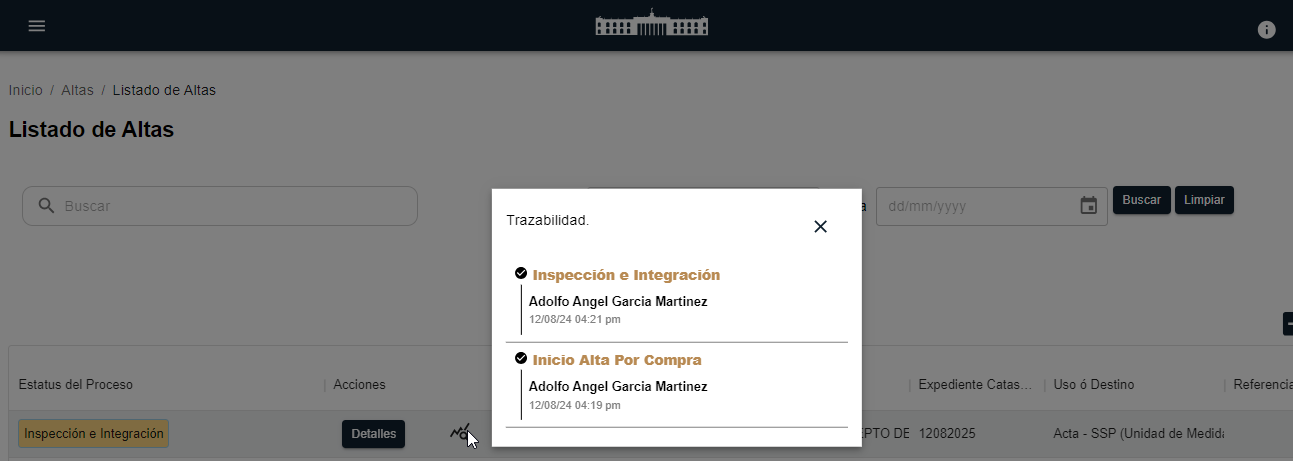 Inicio / Altas / Listado de Altas
Listado de Altas
Buscar
a
dd/mm/yyyy
Buscar
Limpiar
Trazabilidad.
Inspección e Integración
Adolfo Angel Garcia Martinez
12/08/24 04:21 pm
Inicio Alta Por Compra
Adolfo Angel Garcia Martinez
12/08/24 04:19 pm
Estatus del Proceso
Acciones
Expediente Catas...
Uso ó Destino
Referencia
Inspección e Integración
Detalles
EPTO DE
12082025
Acta - SSP (Unidad de Medida